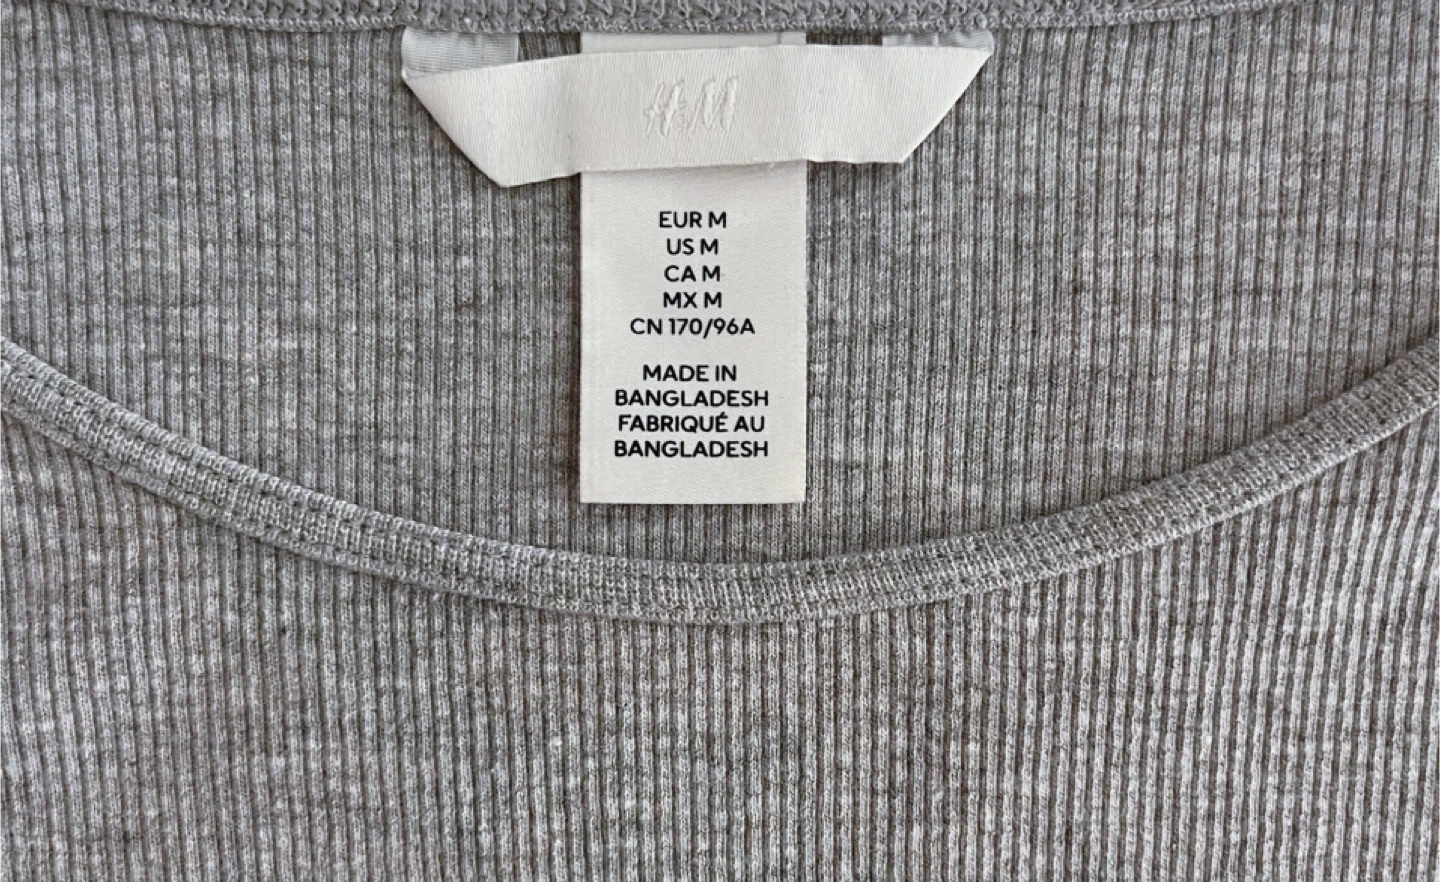 H&M
EUR M
US M
CA M
MX M
CN 170/96A
MADE IN
BANGLADESH
FABRIQUÉ AU
BANGLADESH